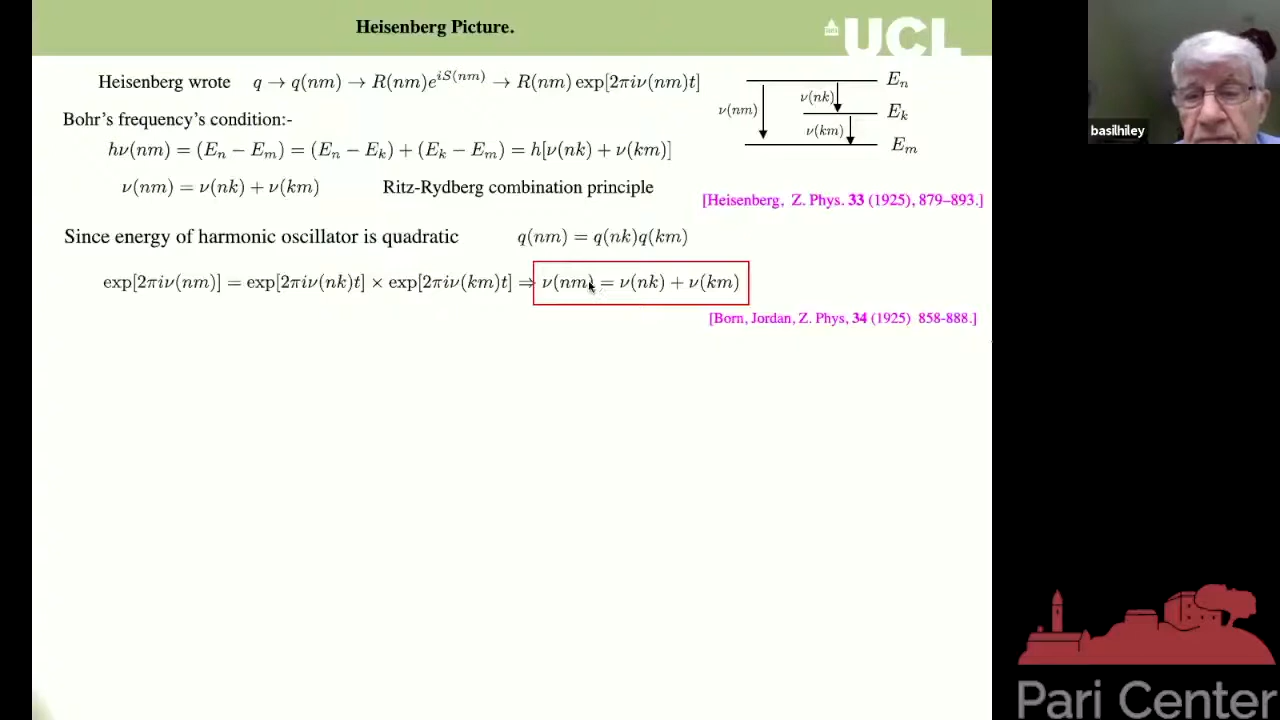 Heisenberg Picture.
UCL
Heisenberg wrote q → q(nm) → R(nm)e^{iS(nm)} → R(nm) exp[2πiν(nm)t]
ν(nm)
ν(nk)
ν(km)
E_n
E_k
E_m
basilhiley
Bohr's frequency's condition:-
hν(nm) = (E_n − E_m) = (E_n − E_k) + (E_k − E_m) = h[ν(nk) + ν(km)]
ν(nm) = ν(nk) + ν(km) Ritz-Rydberg combination principle
[Heisenberg, Z. Phys. 33 (1925), 879–893.]
Since energy of harmonic oscillator is quadratic q(nm) = q(nk)q(km)
exp[2πiν(nm)] = exp[2πiν(nk)t] × exp[2πiν(km)t] ⇒ ν(nm) = ν(nk) + ν(km)
[Born, Jordan, Z. Phys, 34 (1925) 858-888.]
Pari Center